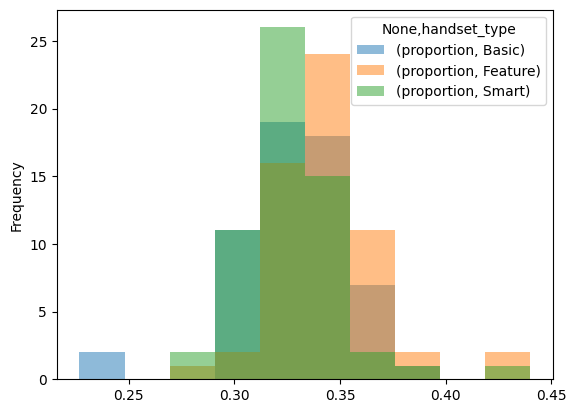 None,handset_type
(proportion, Basic)
(proportion, Feature)
(proportion, Smart)
Frequency
25
20
15
10
5
0
0.25 0.30 0.35 0.40 0.45